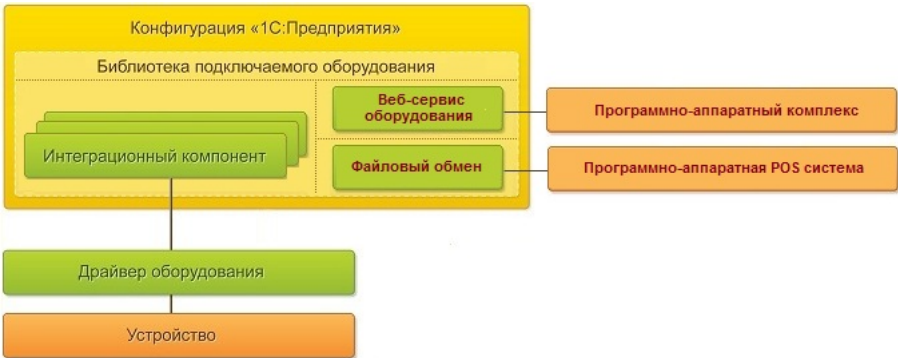 Конфигурация «1С:Предприятия»
Библиотека подключаемого оборудования
Веб-сервис
оборудования
Программно-аппаратный комплекс
Интеграционный компонент
Файловый обмен
Программно-аппаратная POS система
Драйвер оборудования
Устройство